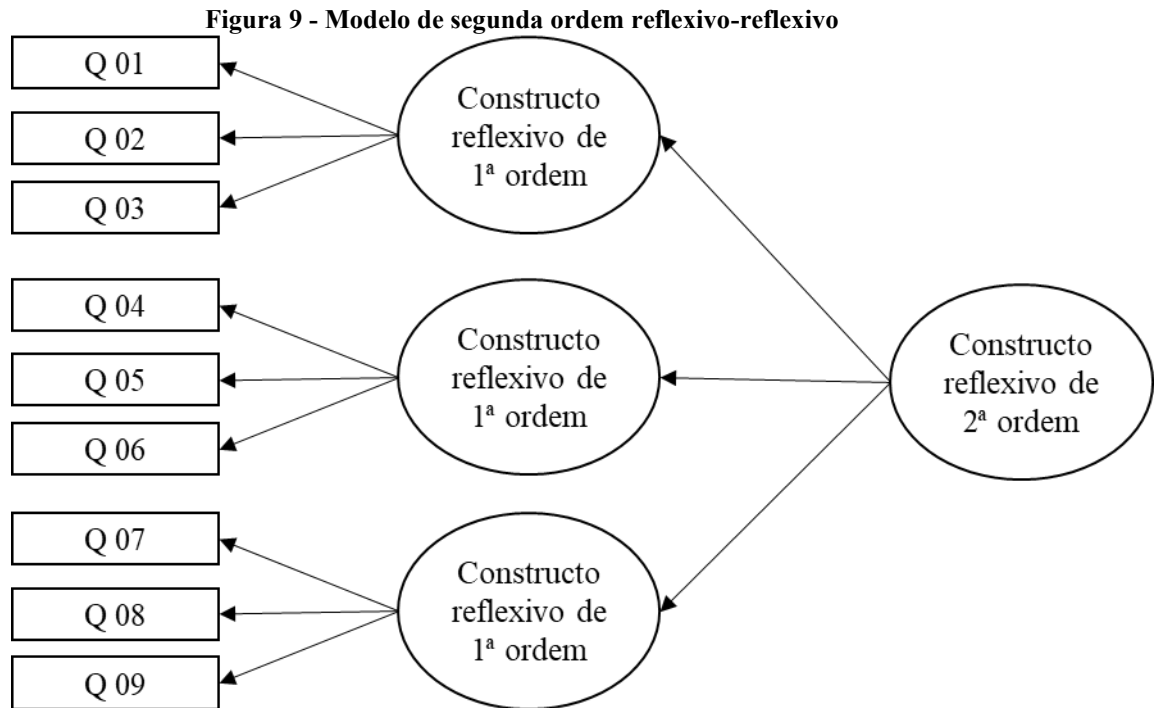 Figura 9 - Modelo de segunda ordem reflexivo-reflexivo
Q 01
Q 02
Q 03
Constructo
reflexivo de
1ª ordem
Q 04
Q 05
Q 06
Constructo
reflexivo de
1ª ordem
Q 07
Q 08
Q 09
Constructo
reflexivo de
1ª ordem
Constructo
reflexivo de
2ª ordem